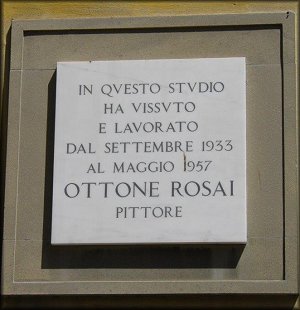 IN QVESTO STVDIO
HA VISSVTO
E LAVORATO
DAL SETTEMBRE 1933
AL MAGGIO 1957
OTTONE ROSAI
PITTORE